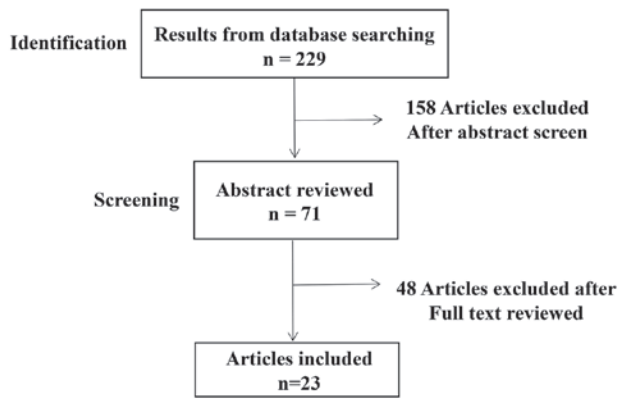 Identification
Results from database searching
n = 229
158 Articles excluded
After abstract screen
Screening
Abstract reviewed
n = 71
48 Articles excluded after
Full text reviewed
Articles included
n=23